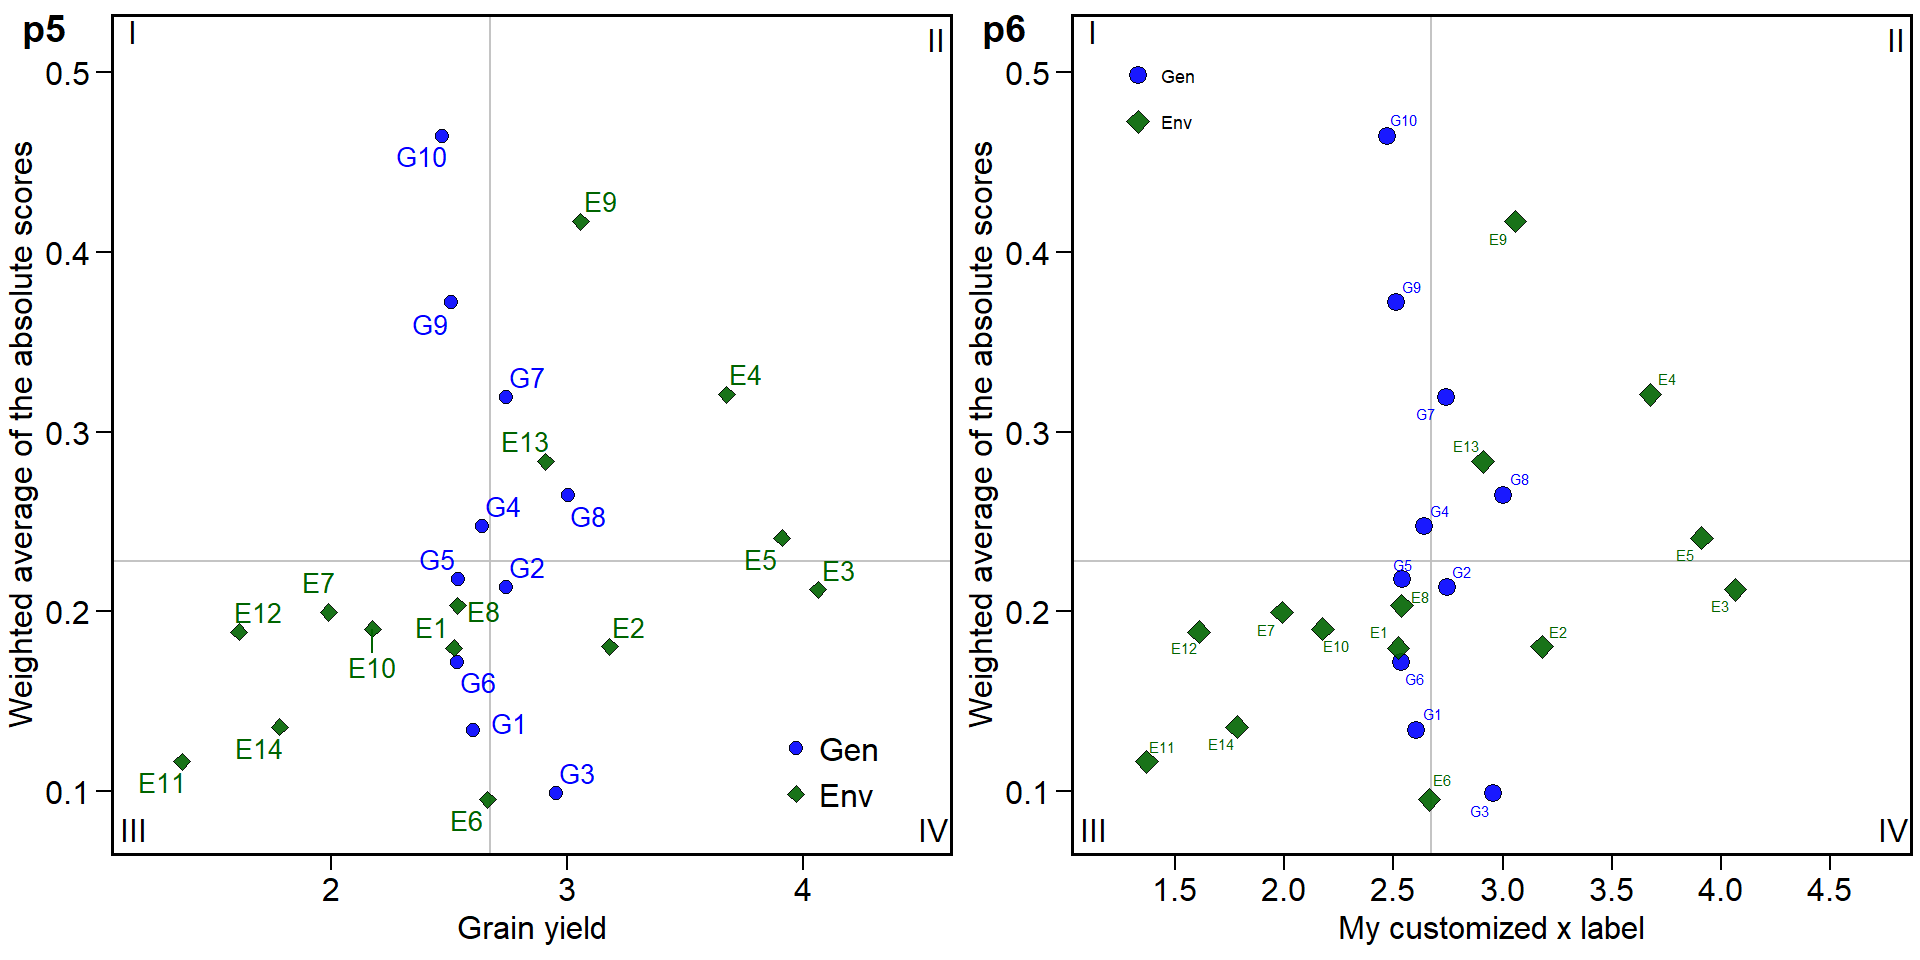 p5
I
II
0.5
G10
E9
0.4
G9
G7
E4
0.3
E13
G4
G8
G5
G2
E5
E3
E7
0.2
E12
E8
E1
E2
E10
G6
G1
E14
Gen
E11
G3
0.1
Env
E6
III
IV
2
3
4
Grain yield
Weighted average of the absolute scores
p6
I
II
0.5
Gen
Env
G10
E9
0.4
G9
E4
G7
0.3
E13
G8
G4
E5
G5
G2
E8
E3
0.2
E7
E1
E2
E12
E10
G6
G1
E14
E11
E6
0.1
G3
III
IV
1.5
2.0
2.5
3.0
3.5
4.0
4.5
My customized x label
Weighted average of the absolute scores